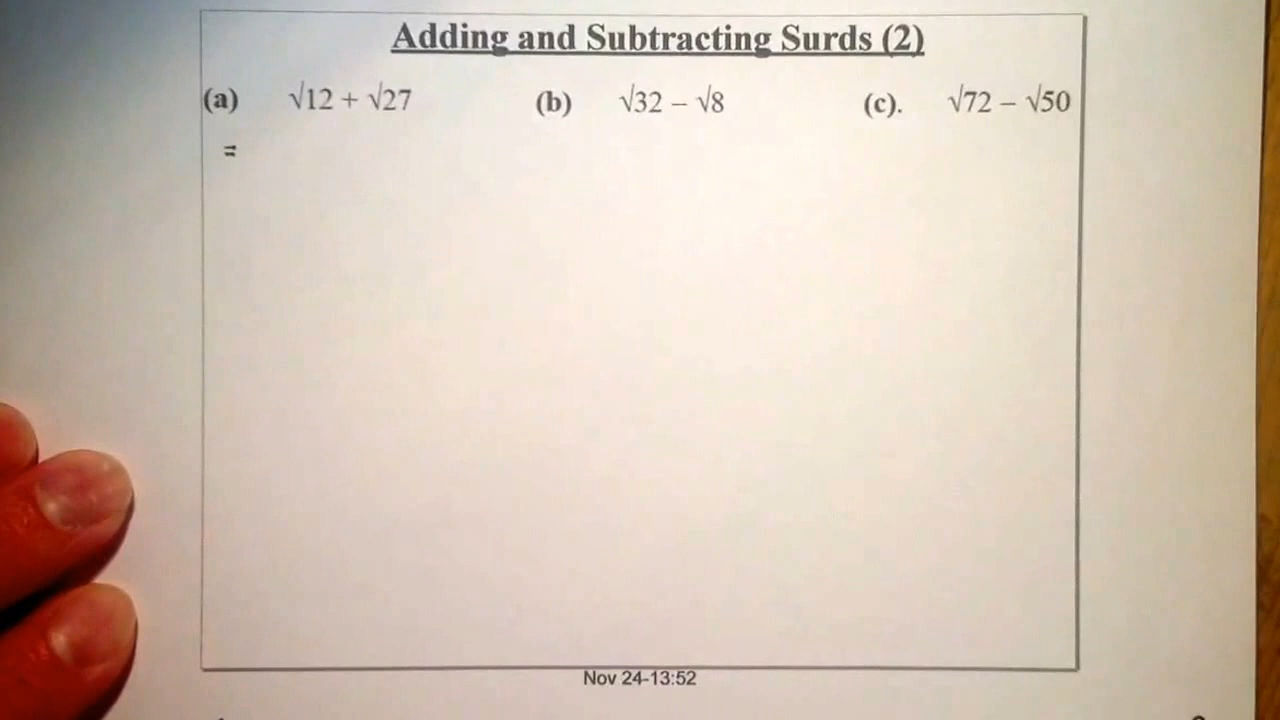 Adding and Subtracting Surds (2)
(a) √12 + √27 (b) √32 – √8 (c). √72 – √50
=
Nov 24-13:52